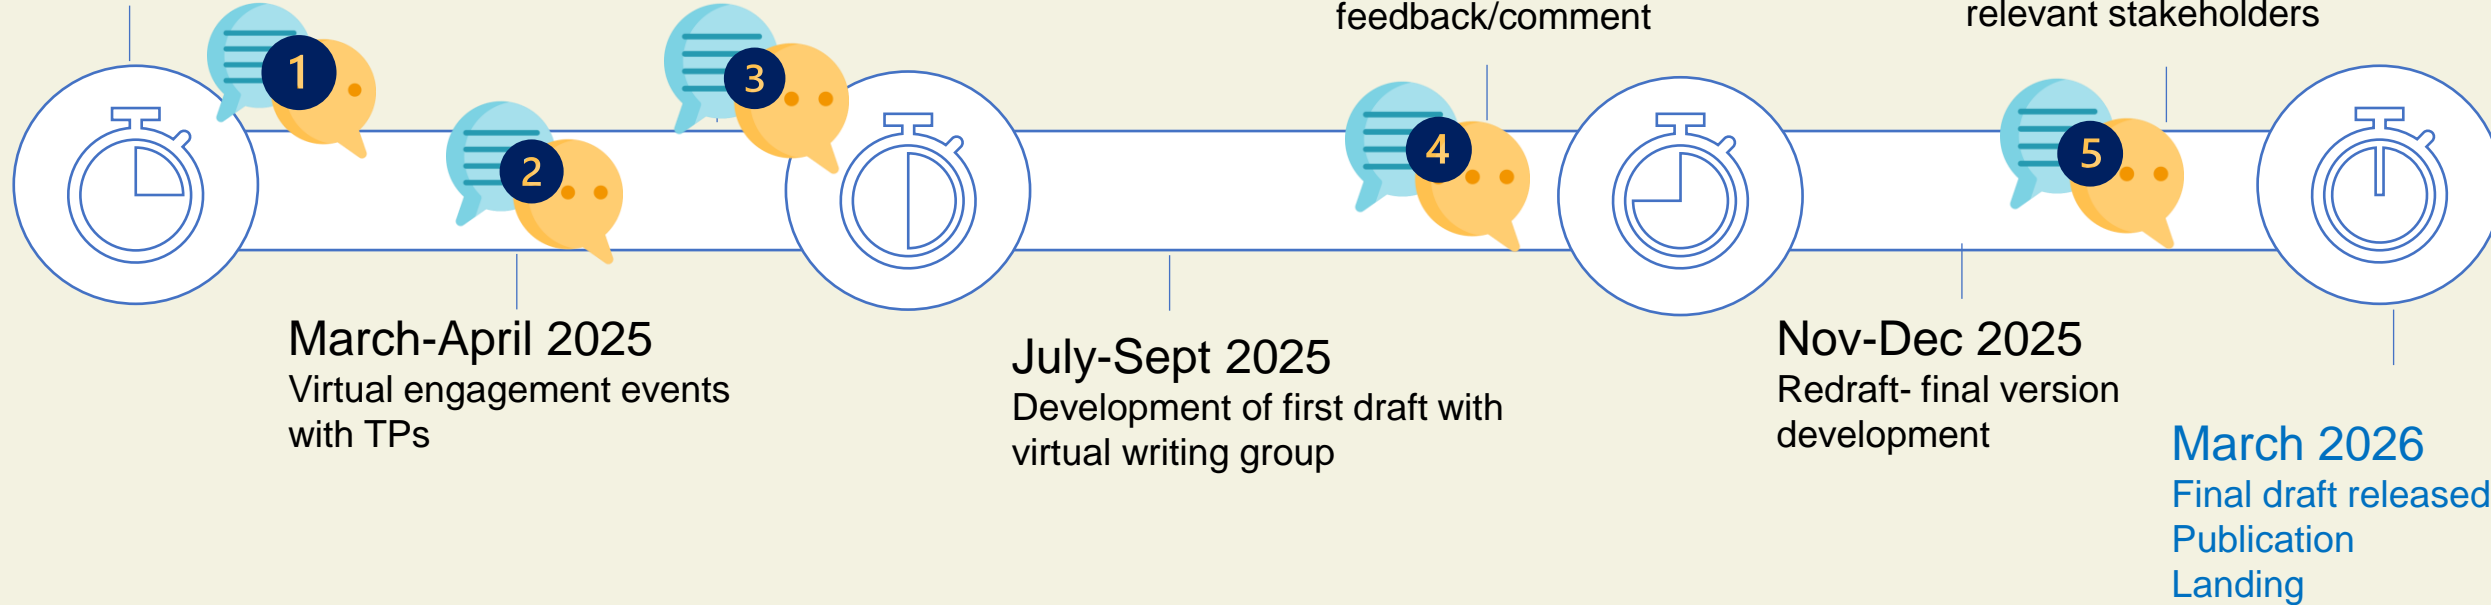 feedback/comment
relevant stakeholders
1
2
3
4
5
March-April 2025
Virtual engagement events
with TPs
July-Sept 2025
Development of first draft with
virtual writing group
Nov-Dec 2025
Redraft- final version
development
March 2026
Final draft released
Publication
Landing